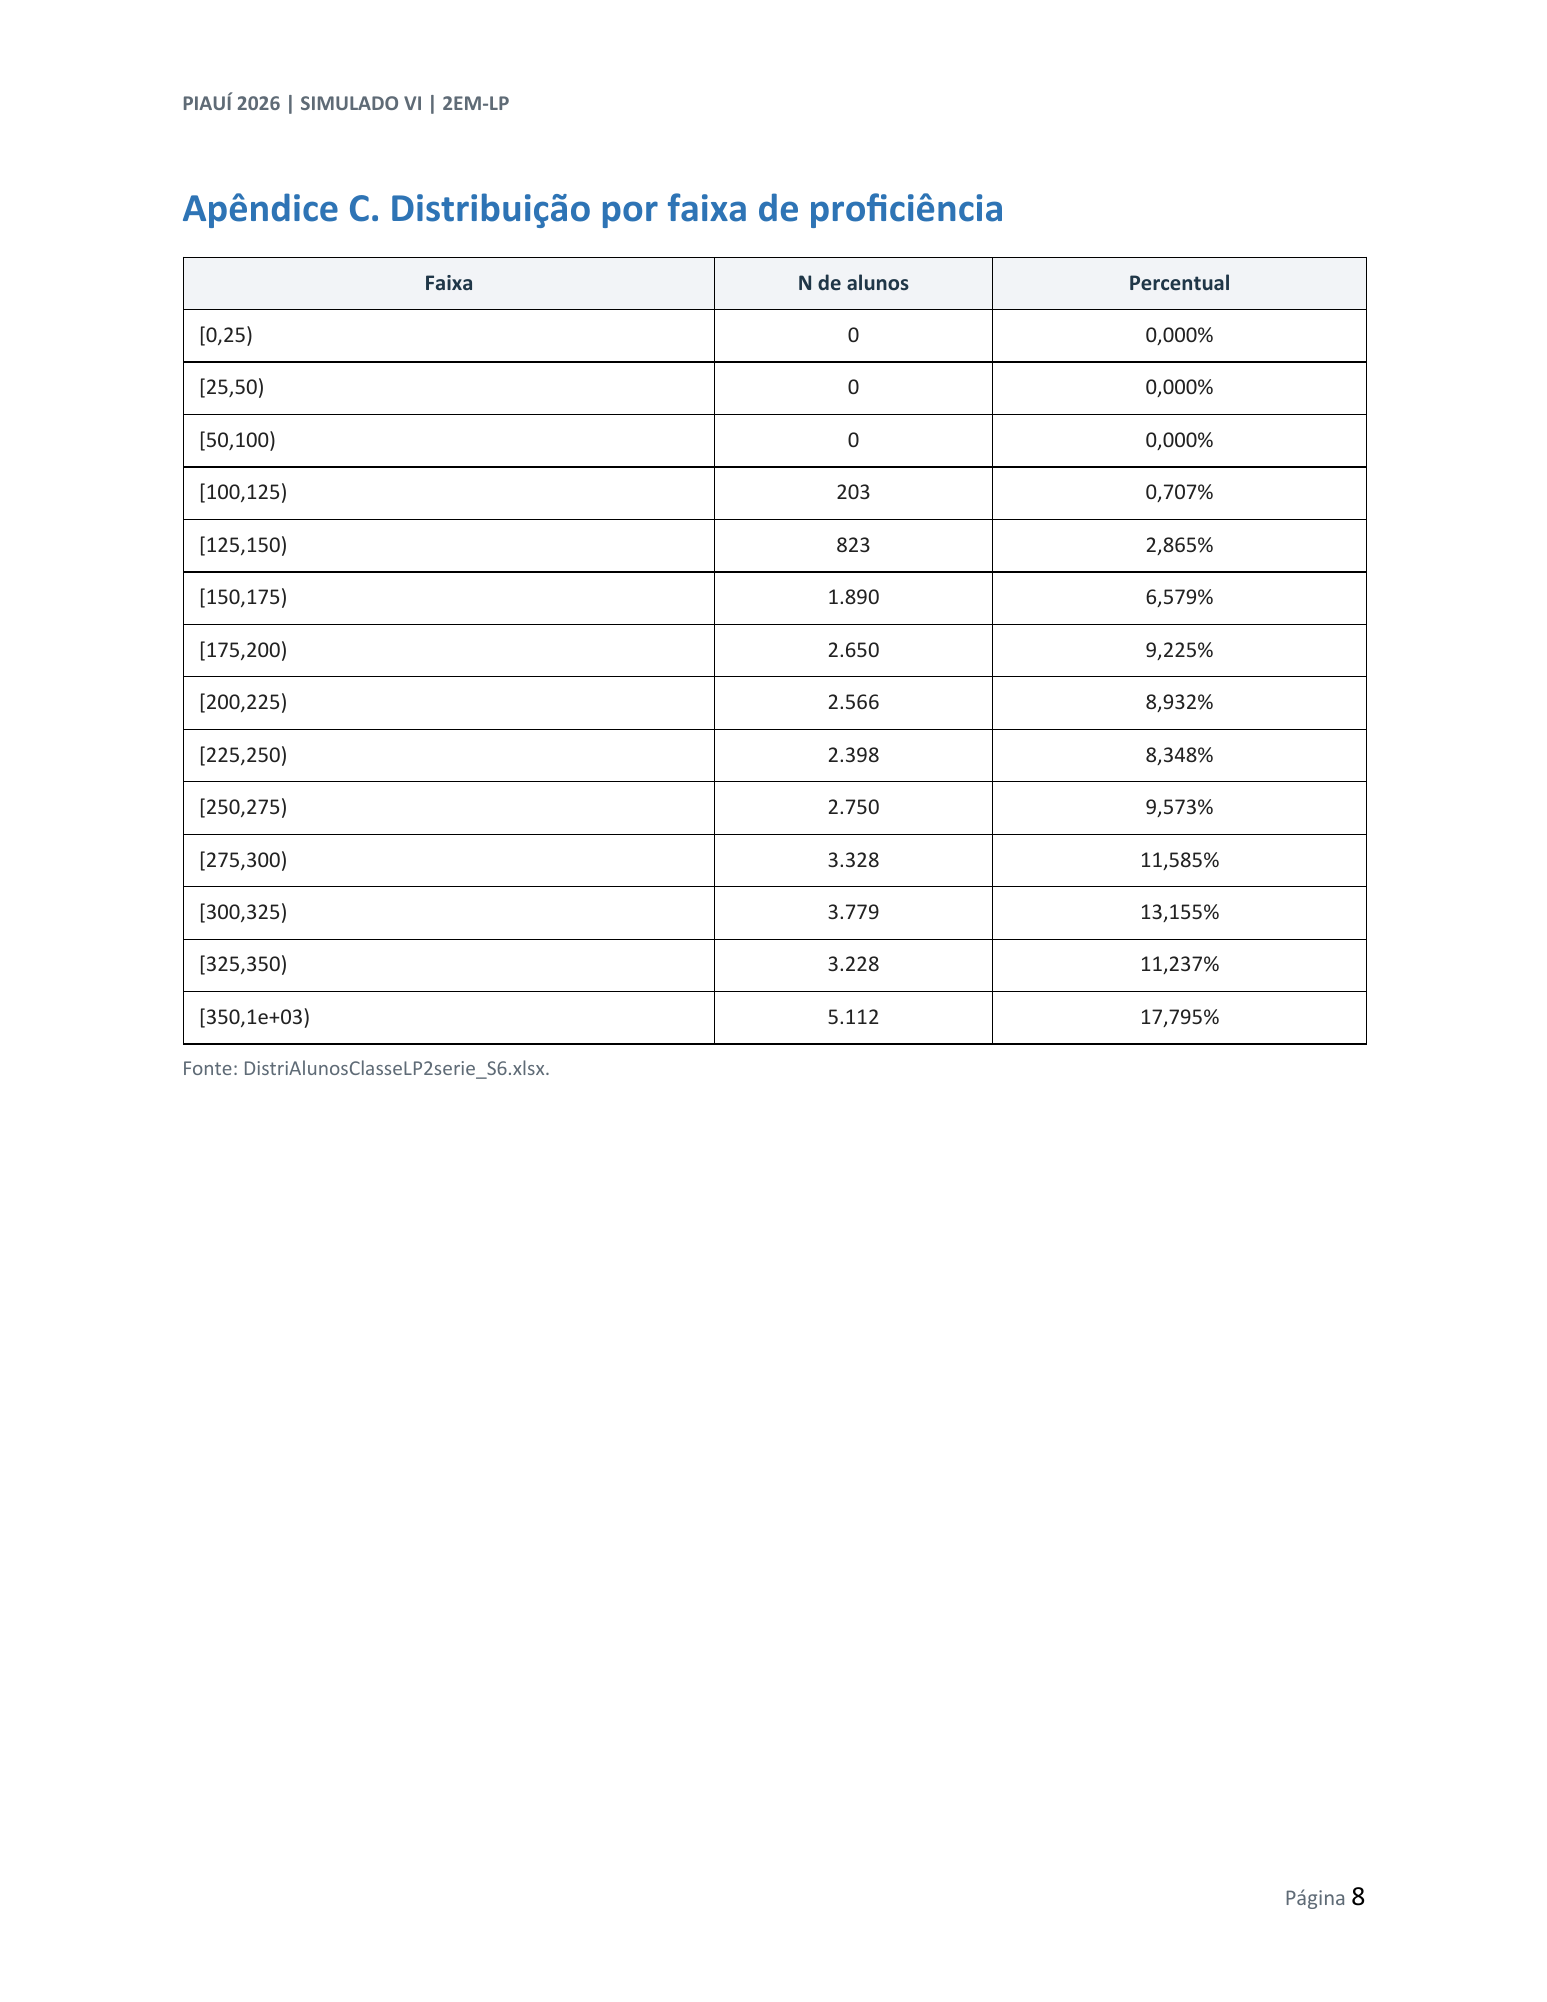 PIAUÍ 2026 | SIMULADO VI | 2EM-LP
Apêndice C. Distribuição por faixa de proficiência
Faixa N de alunos Percentual
[0,25) 0 0,000%
[25,50) 0 0,000%
[50,100) 0 0,000%
[100,125) 203 0,707%
[125,150) 823 2,865%
[150,175) 1.890 6,579%
[175,200) 2.650 9,225%
[200,225) 2.566 8,932%
[225,250) 2.398 8,348%
[250,275) 2.750 9,573%
[275,300) 3.328 11,585%
[300,325) 3.779 13,155%
[325,350) 3.228 11,237%
[350,1e+03) 5.112 17,795%
Fonte: DistriAlunosClasseLP2serie_S6.xlsx.
Página 8